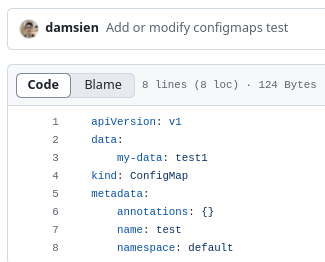 damsien Add or modify configmaps test
Code Blame 8 lines (8 loc) · 124 Bytes
1 apiVersion: v1
2 data:
3     my-data: test1
4 kind: ConfigMap
5 metadata:
6     annotations: {}
7     name: test
8     namespace: default